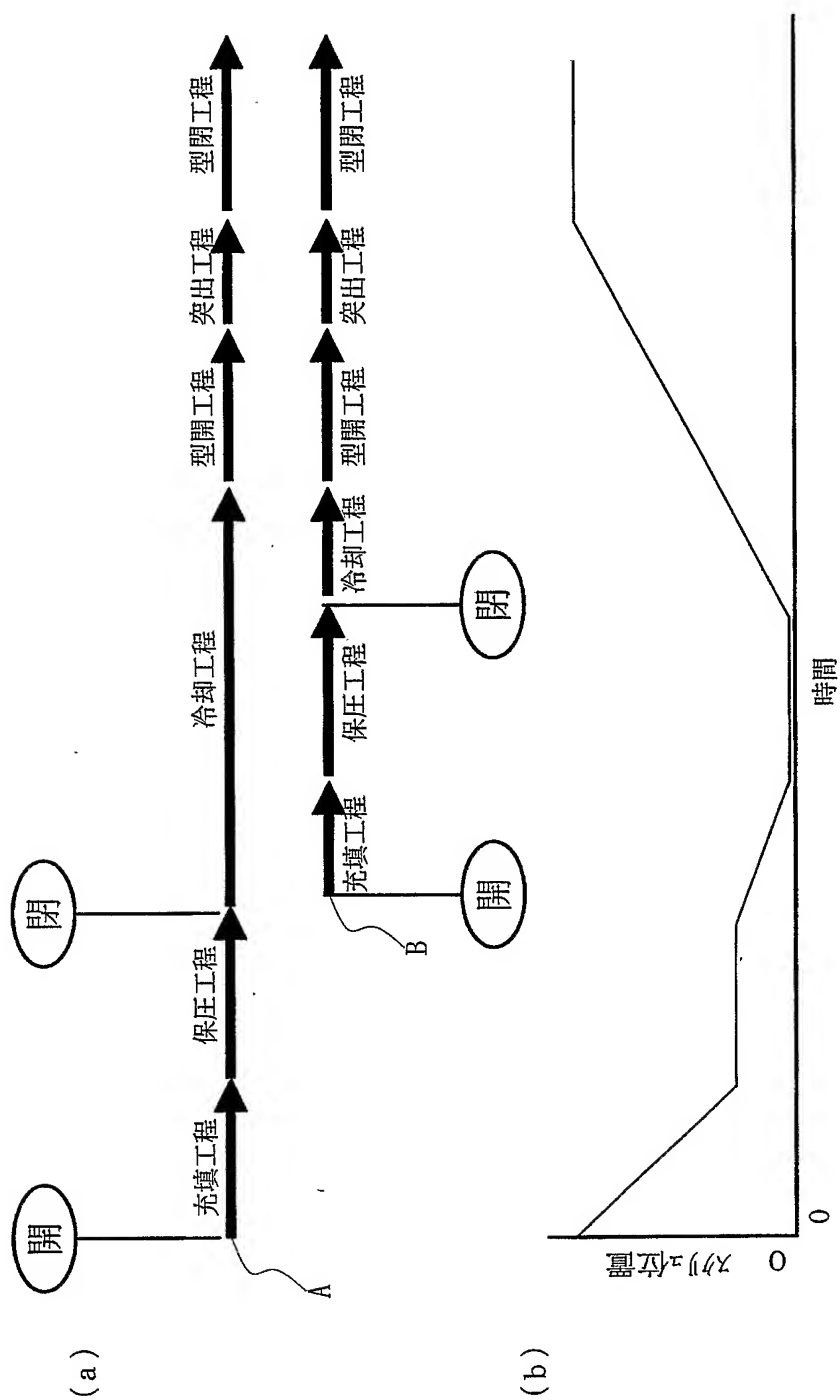 (a)
開
閉
充填工程
保圧工程
冷却工程
型開工程
突出工程
型閉工程
A
充填工程
保圧工程
冷却工程
型開工程
突出工程
型閉工程
B
開
閉
(b)
スクリュ位置
0
0
時間